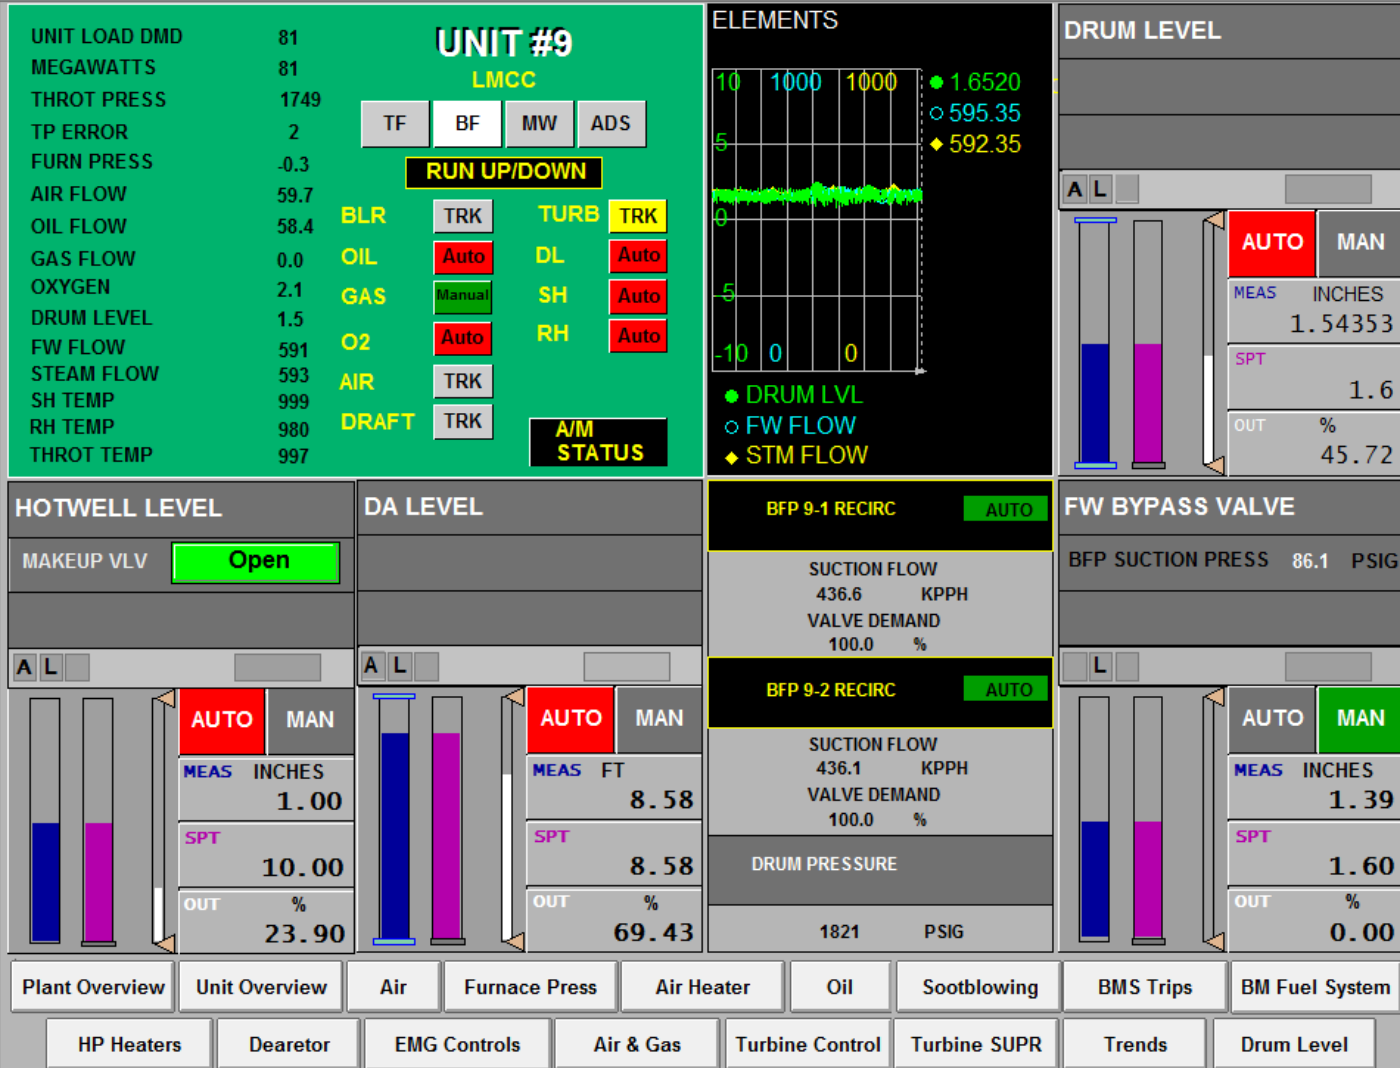 UNIT LOAD DMD 81
MEGAWATTS 81
THROT PRESS 1749
TP ERROR 2
FURN PRESS -0.3
AIR FLOW 59.7
OIL FLOW 58.4
GAS FLOW 0.0
OXYGEN 2.1
DRUM LEVEL 1.5
FW FLOW 591
STEAM FLOW 593
SH TEMP 999
RH TEMP 980
THROT TEMP 997
UNIT #9
LMCC
TF BF MW ADS
RUN UP/DOWN
BLR TRK TURB TRK
OIL Auto DL Auto
GAS Manual SH Auto
O2 Auto RH Auto
AIR TRK
DRAFT TRK
A/M
STATUS
ELEMENTS
10 1000 1000
5
0
-5
-10 0 0
1.6520
595.35
592.35
DRUM LVL
FW FLOW
STM FLOW
DRUM LEVEL
A L
AUTO MAN
MEAS INCHES
1.54353
SPT
1.6
OUT %
45.72
HOTWELL LEVEL
MAKEUP VLV Open
A L
AUTO MAN
MEAS INCHES
1.00
SPT
10.00
OUT %
23.90
DA LEVEL
A L
AUTO MAN
MEAS FT
8.58
SPT
8.58
OUT %
69.43
BFP 9-1 RECIRC AUTO
SUCTION FLOW
436.6 KPPH
VALVE DEMAND
100.0 %
BFP 9-2 RECIRC AUTO
SUCTION FLOW
436.1 KPPH
VALVE DEMAND
100.0 %
DRUM PRESSURE
1821 PSIG
FW BYPASS VALVE
BFP SUCTION PRESS 86.1 PSIG
L
AUTO MAN
MEAS INCHES
1.39
SPT
1.60
OUT %
0.00
Plant Overview Unit Overview Air Furnace Press Air Heater Oil Sootblowing BMS Trips BM Fuel System
HP Heaters Dearetor EMG Controls Air & Gas Turbine Control Turbine SUPR Trends Drum Level